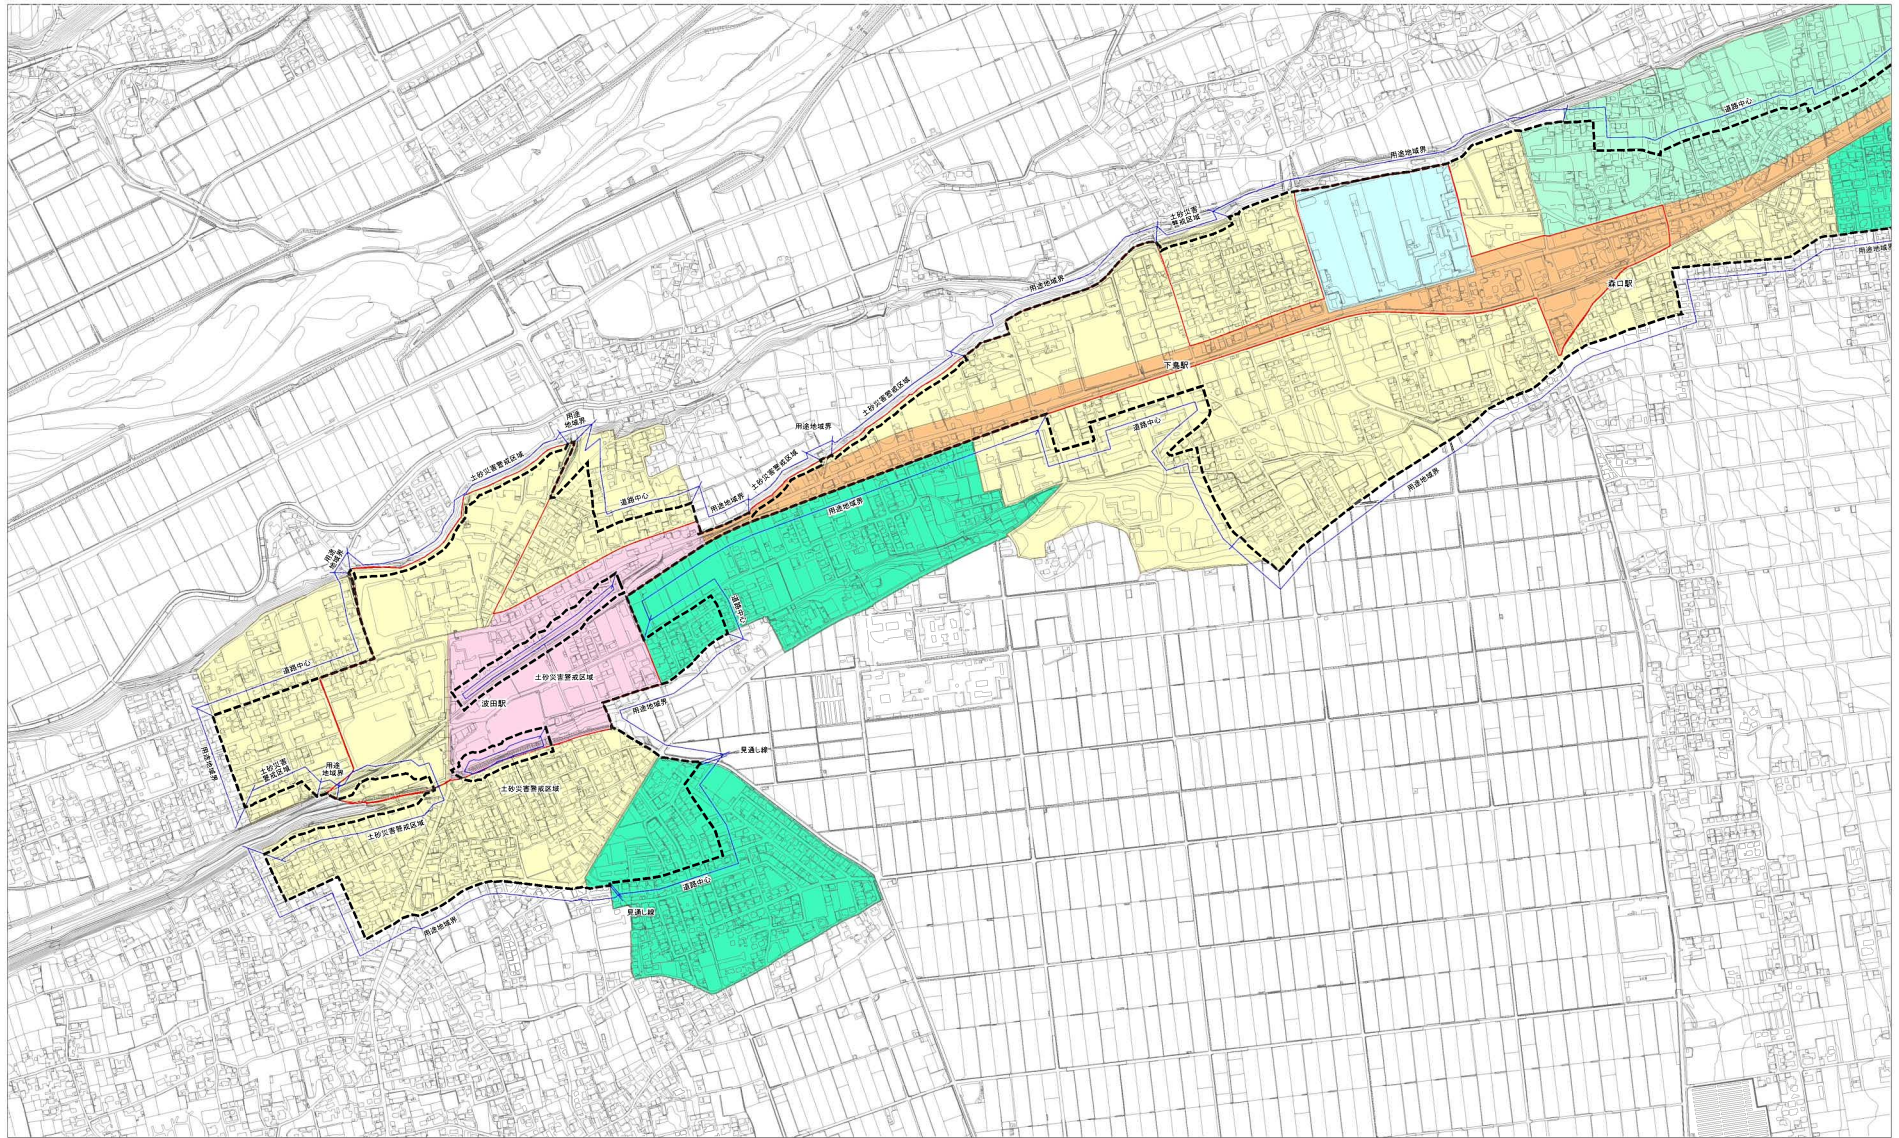 道路中心
用途地域界
土砂災害
警戒区域
用途地域界
用途地域界
森口駅
下島駅
土砂災害警戒区域
用途
地域界
用途地域界
道路中心
土砂災害警戒区域
土砂災害警戒区域
用途地域界
道路中心
用途地域界
用途地域界
用途
地域界
道路中心
道路中心
土砂災害警戒区域
波田駅
用途地域界
用途地域界
見通し線
土砂災害
警戒区域
用途
地域界
土砂災害警戒区域
土砂災害警戒区域
道路中心
見通し線
用途地域界